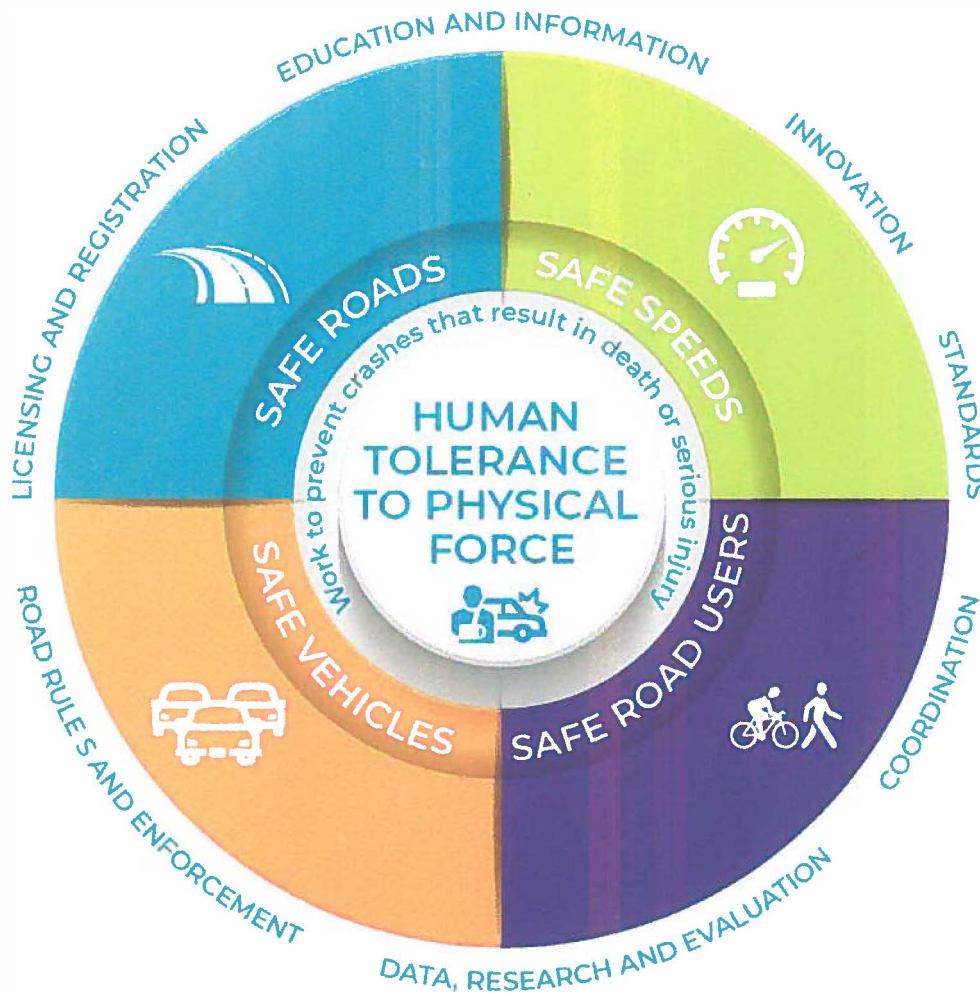 EDUCATION AND INFORMATION
INNOVATION
STANDARDS
COORDINATION
DATA, RESEARCH AND EVALUATION
ROAD RULE S AND ENFORCEMENT
LICENSING AND REGISTRATION
SAFE ROADS
SAFE SPEEDS
SAFE ROAD USERS
SAFE VEHICLES
Work to prevent crashes that result in death or serious injury
HUMAN
TOLERANCE
TO PHYSICAL
FORCE